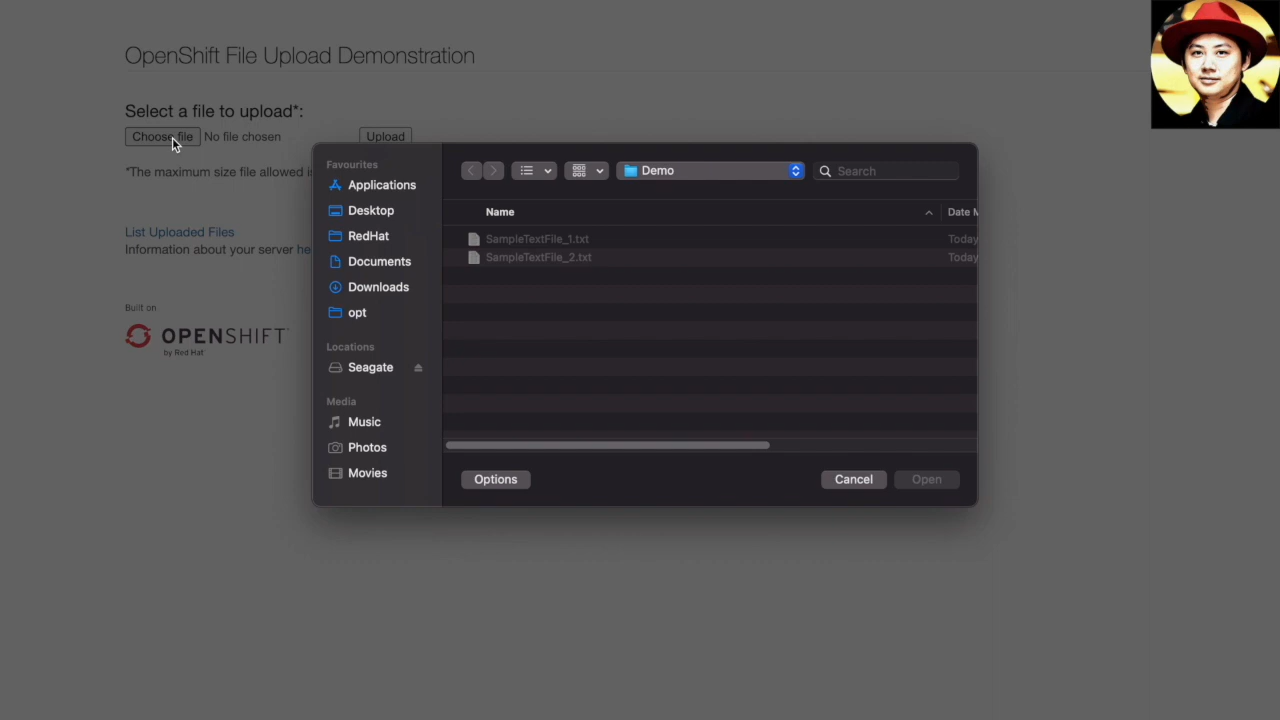 OpenShift File Upload Demonstration
Select a file to upload*:
Choose file No file chosen Upload
*The maximum size file allowed is
List Uploaded Files
Information about your server he
Built on
OPENSHIFT
by Red Hat
Favourites
Applications
Desktop
RedHat
Documents
Downloads
opt
Locations
Seagate
Media
Music
Photos
Movies
Demo
Search
Name Date M
SampleTextFile_1.txt Today
SampleTextFile_2.txt Today
Options Cancel Open